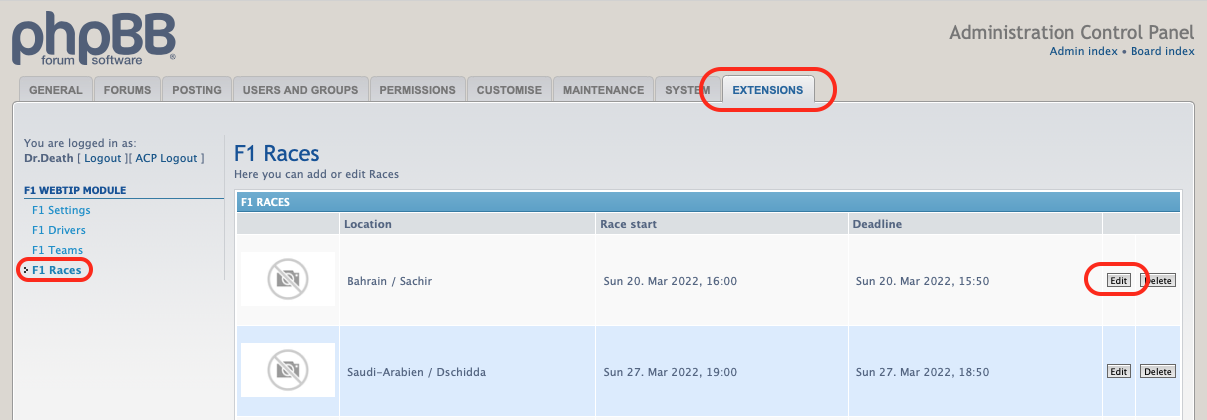 phpBB
forum software
Administration Control Panel
Admin index • Board index
GENERAL FORUMS POSTING USERS AND GROUPS PERMISSIONS CUSTOMISE MAINTENANCE SYSTEM EXTENSIONS
You are logged in as:
Dr.Death [ Logout ][ ACP Logout ]
F1 WEBTIP MODULE
F1 Settings
F1 Drivers
F1 Teams
F1 Races
F1 Races
Here you can add or edit Races
F1 RACES
Location Race start Deadline
Bahrain / Sachir Sun 20. Mar 2022, 16:00 Sun 20. Mar 2022, 15:50 Edit Delete
Saudi-Arabien / Dschidda Sun 27. Mar 2022, 19:00 Sun 27. Mar 2022, 18:50 Edit Delete